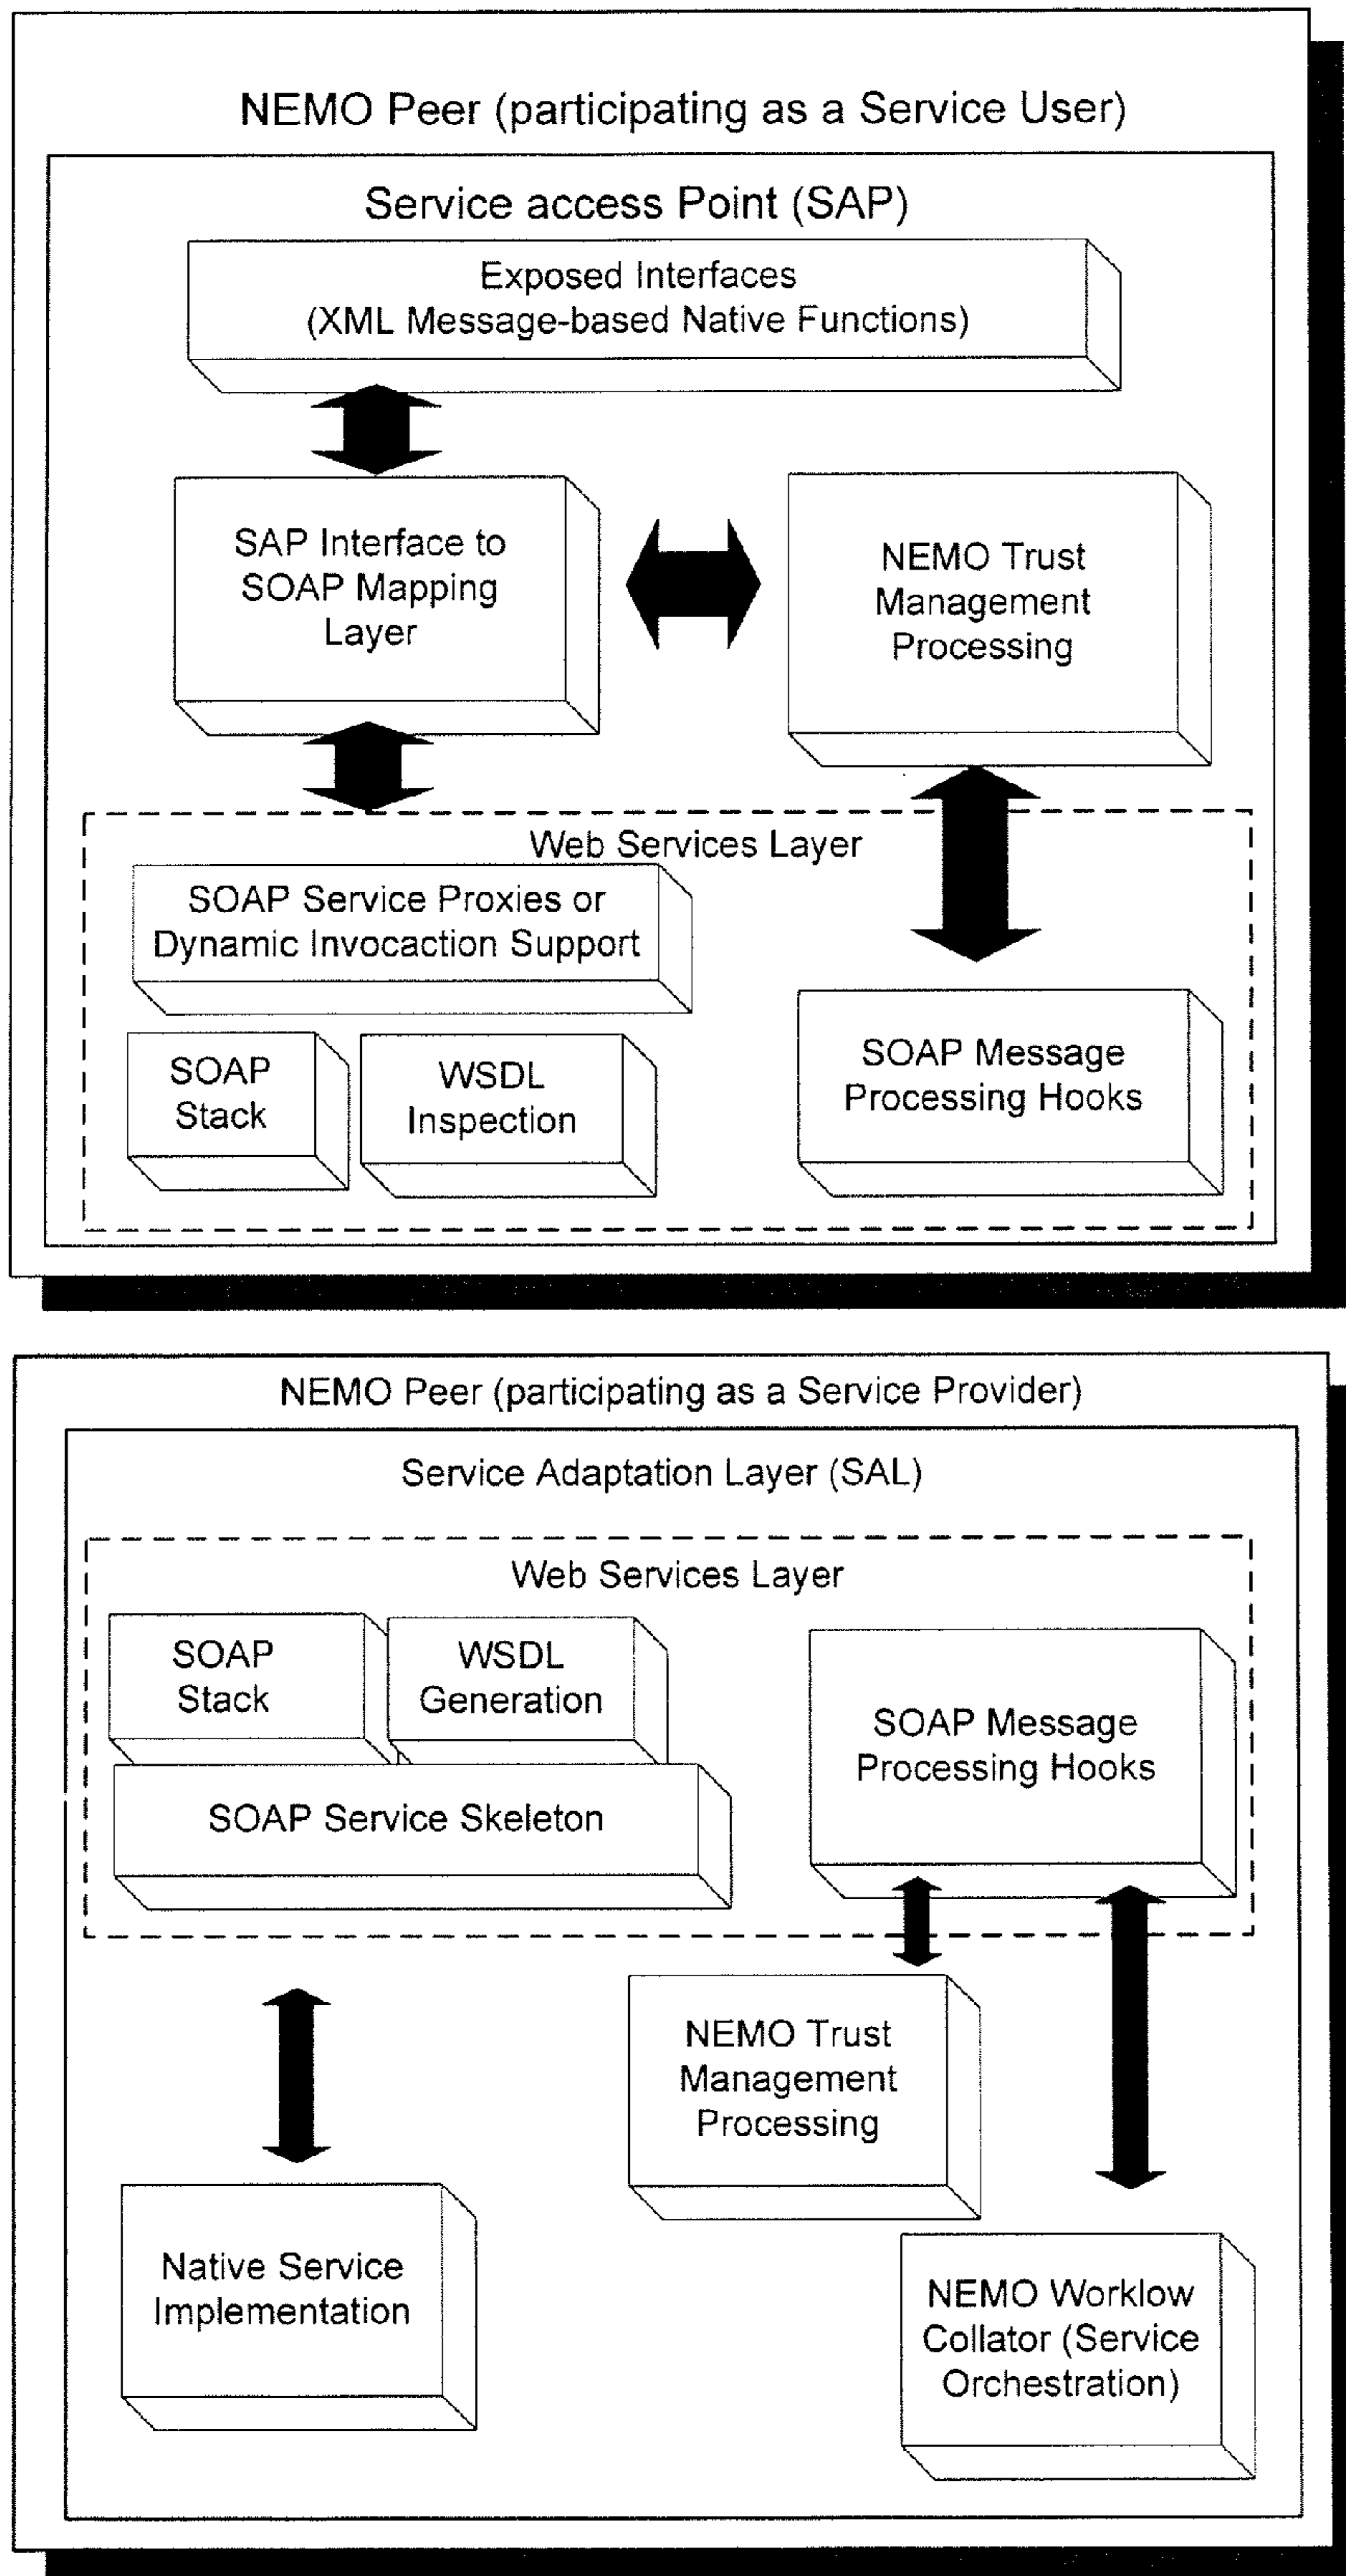 NEMO Peer (participating as a Service User)
Service access Point (SAP)
Exposed Interfaces
(XML Message-based Native Functions)
SAP Interface to
SOAP Mapping
Layer
NEMO Trust
Management
Processing
Web Services Layer
SOAP Service Proxies or
Dynamic Invocaction Support
SOAP
Stack
WSDL
Inspection
SOAP Message
Processing Hooks
NEMO Peer (participating as a Service Provider)
Service Adaptation Layer (SAL)
Web Services Layer
SOAP
Stack
WSDL
Generation
SOAP Message
Processing Hooks
SOAP Service Skeleton
NEMO Trust
Management
Processing
Native Service
Implementation
NEMO Worklow
Collator (Service
Orchestration)